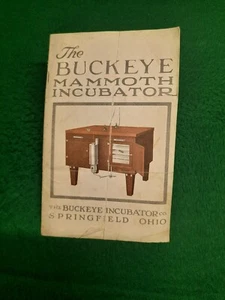 The
BUCKEYE
MAMMOTH
INCUBATOR
THE BUCKEYE INCUBATOR CO.
SPRINGFIELD OHIO